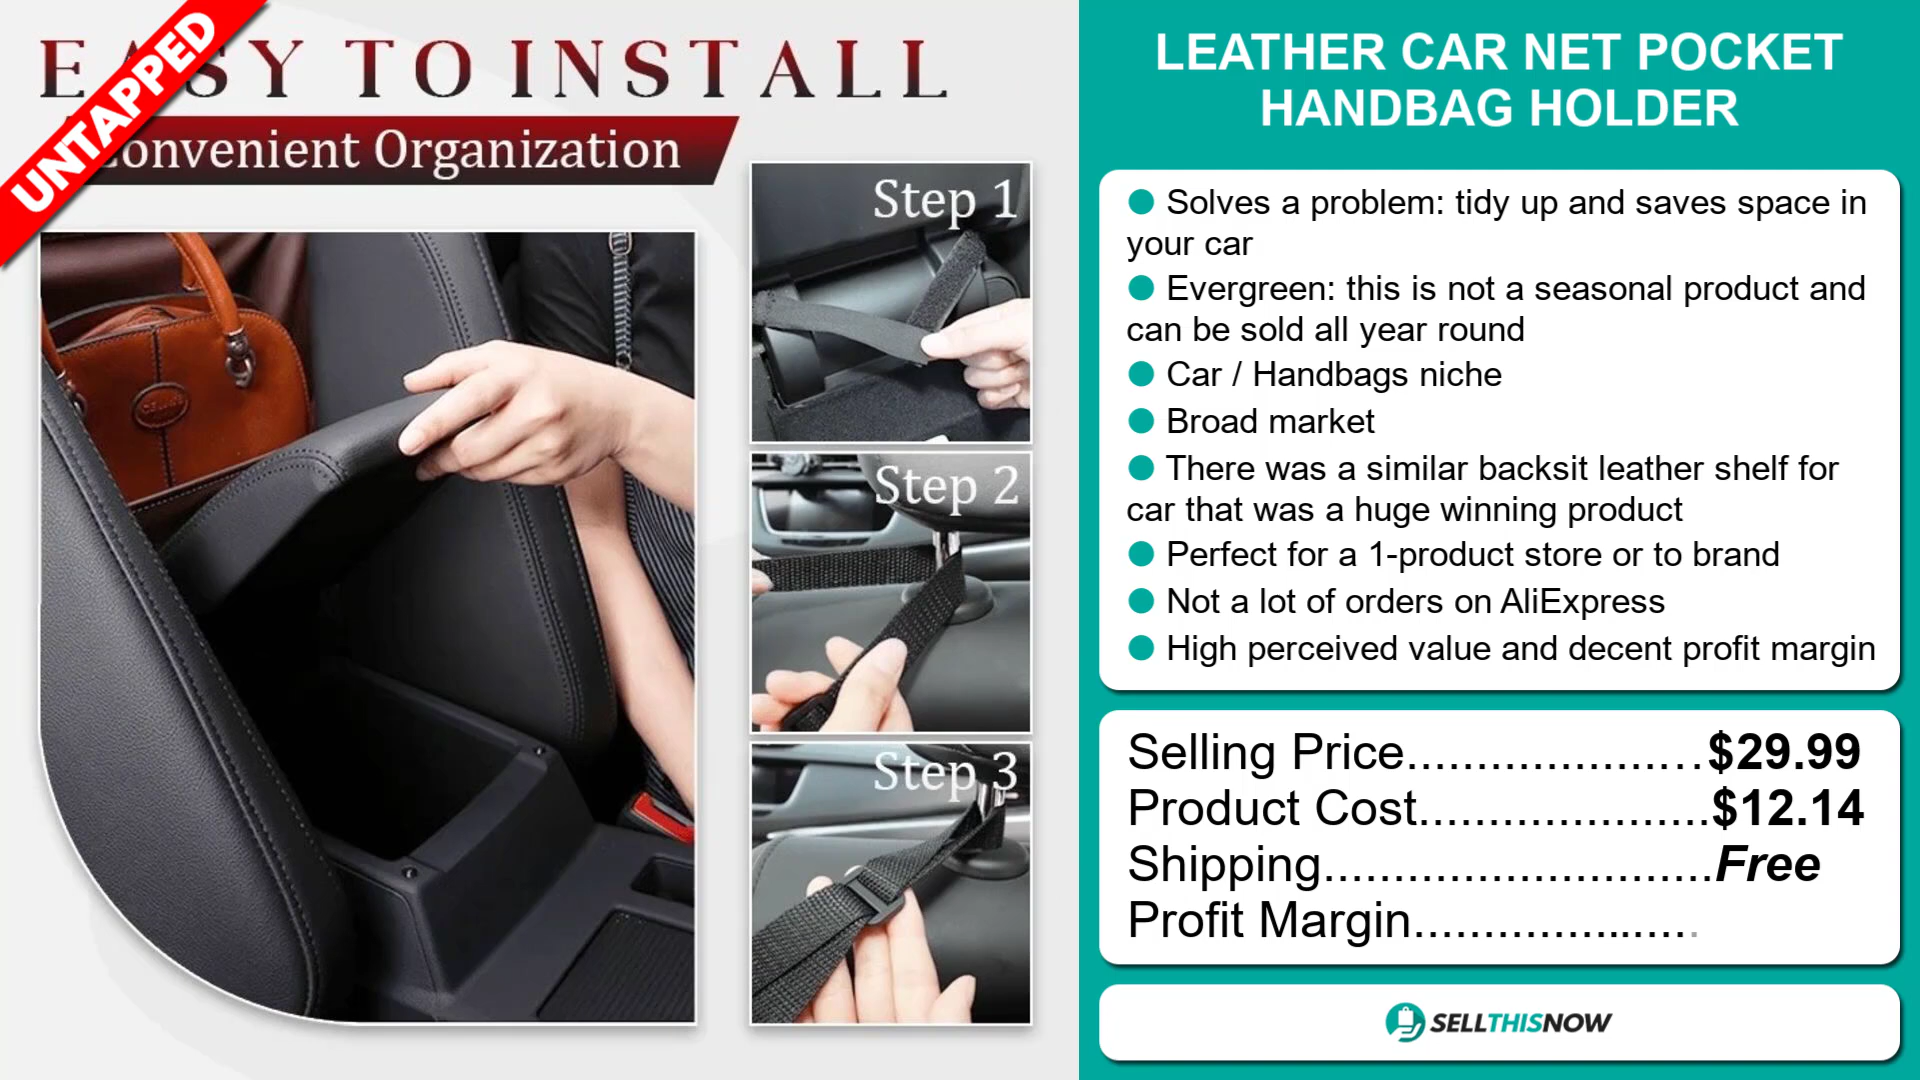 UNTAPPED
EASY TO INSTALL
Convenient Organization
Step 1
Step 2
Step 3
LEATHER CAR NET POCKET
HANDBAG HOLDER
Solves a problem: tidy up and saves space in
your car
Evergreen: this is not a seasonal product and
can be sold all year round
Car / Handbags niche
Broad market
There was a similar backsit leather shelf for
car that was a huge winning product
Perfect for a 1-product store or to brand
Not a lot of orders on AliExpress
High perceived value and decent profit margin
Selling Price.....................$29.99
Product Cost.....................$12.14
Shipping............................Free
Profit Margin.....................
SELLTHISNOW